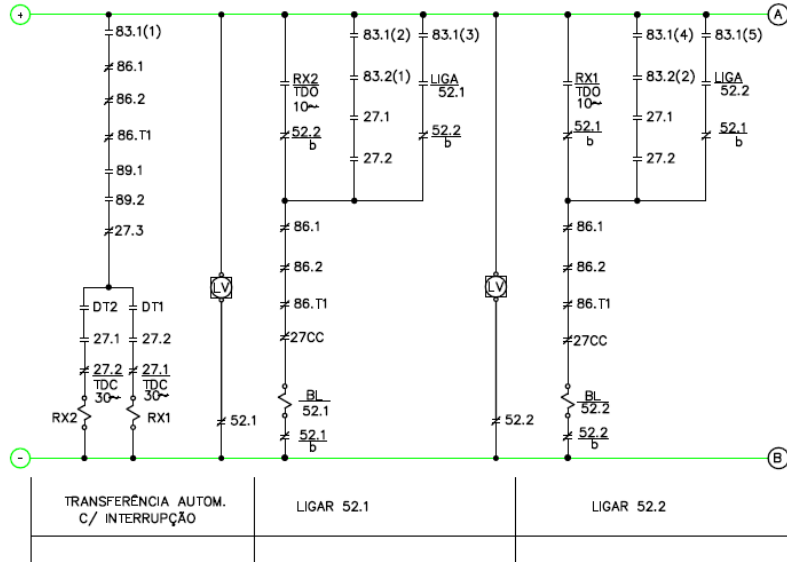 +
A
83.1(1)
86.1
86.2
86.T1
89.1
89.2
27.3
DT2
DT1
27.1
27.2
27.2
TDC
30~
27.1
TDC
30~
RX2
RX1
LV
52.1
RX2
TDO
10~
52.2
b
83.1(2)
83.2(1)
27.1
27.2
83.1(3)
LIGA
52.1
52.2
b
86.1
86.2
86.T1
27CC
BL
52.1
52.1
b
LV
52.2
RX1
TDO
10~
52.1
b
83.1(4)
83.2(2)
27.1
27.2
83.1(5)
LIGA
52.2
52.1
b
86.1
86.2
86.T1
27CC
BL
52.2
52.2
b
-
B
TRANSFERÊNCIA AUTOM.
C/ INTERRUPÇÃO
LIGAR 52.1
LIGAR 52.2